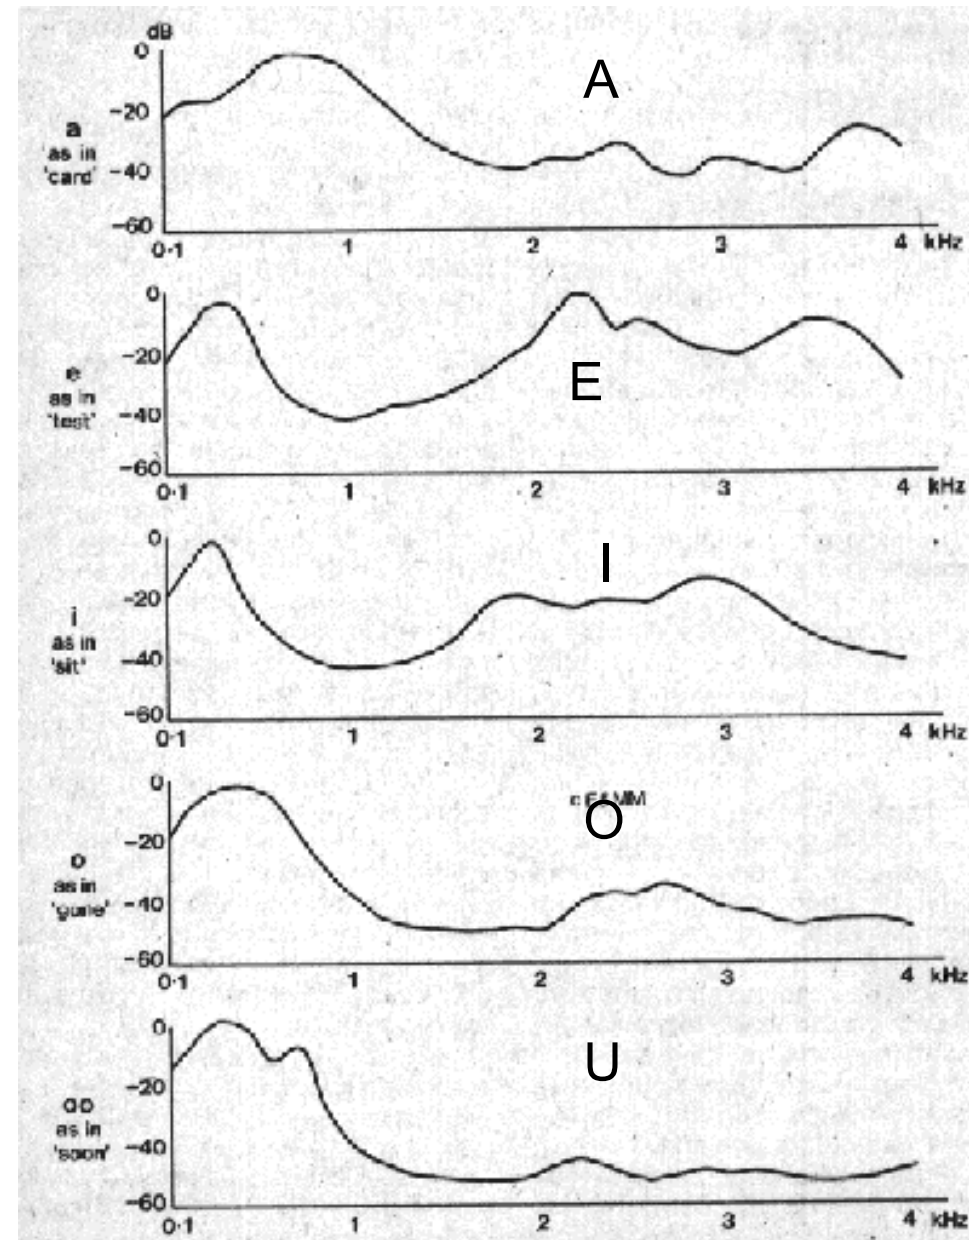 dB
0
A
-20
a
as in
'card'
-40
-60
0·1 1 2 3 4 kHz
0
-20
E
e
as in
'test'
-40
-60
0·1 1 2 3 4 kHz
0
I
-20
i
as in
'sit'
-40
-60
0·1 1 2 3 4 kHz
0
O
-20
o
as in
'gone'
-40
-60
0·1 1 2 3 4 kHz
0
U
-20
oo
as in
'soon'
-40
-60
0·1 1 2 3 4 kHz